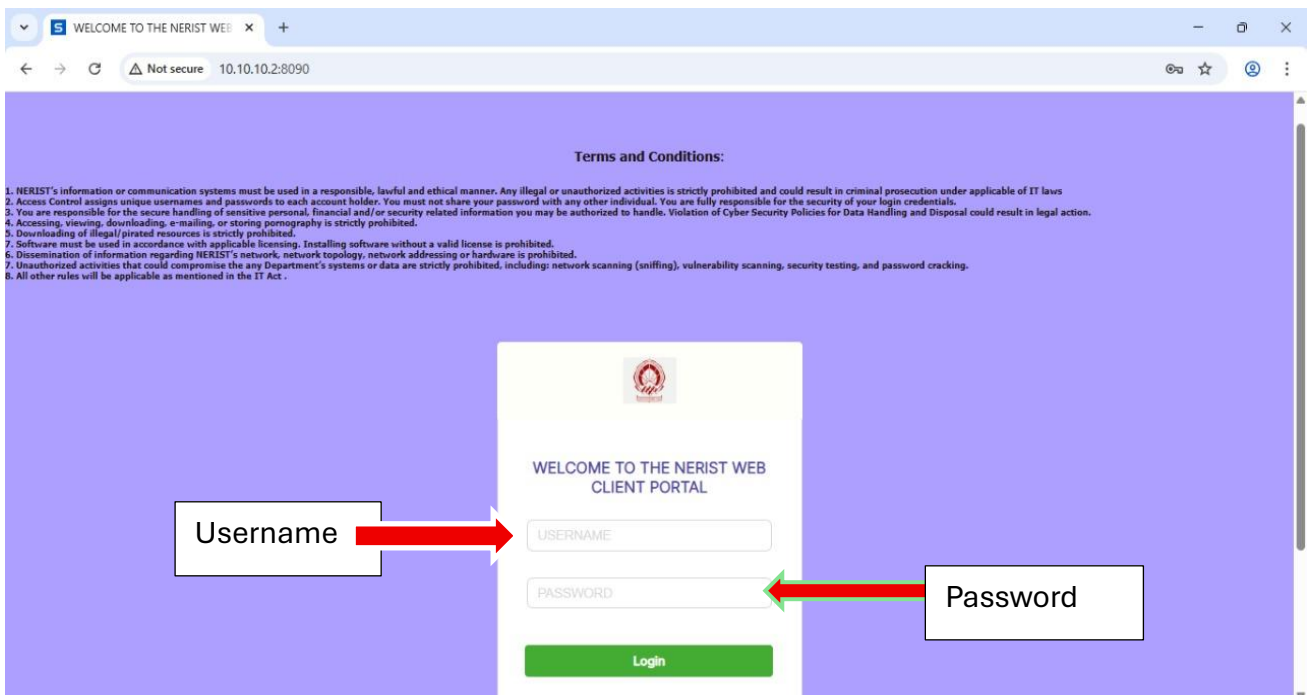 WELCOME TO THE NERIST WEB
Not secure 10.10.10.2:8090
Terms and Conditions:
1. NERIST's information or communication systems must be used in a responsible, lawful and ethical manner. Any illegal or unauthorized activities is strictly prohibited and could result in criminal prosecution under applicable of IT laws
2. Access Control assigns unique usernames and passwords to each account holder. You must not share your password with any other individual. You are fully responsible for the security of your login credentials.
3. You are responsible for the secure handling of sensitive personal, financial and/or security related information you may be authorized to handle. Violation of Cyber Security Policies for Data Handling and Disposal could result in legal action.
4. Accessing, viewing, downloading, e-mailing, or storing pornography is strictly prohibited.
5. Downloading of illegal/pirated resources is strictly prohibited.
7. Software must be used in accordance with applicable licensing. Installing software without a valid license is prohibited.
6. Dissemination of information regarding NERIST's network, network topology, network addressing or hardware is prohibited.
7. Unauthorized activities that could compromise the any Department's systems or data are strictly prohibited, including: network scanning (sniffing), vulnerability scanning, security testing, and password cracking.
8. All other rules will be applicable as mentioned in the IT Act .
WELCOME TO THE NERIST WEB
CLIENT PORTAL
Username
USERNAME
PASSWORD
Password
Login